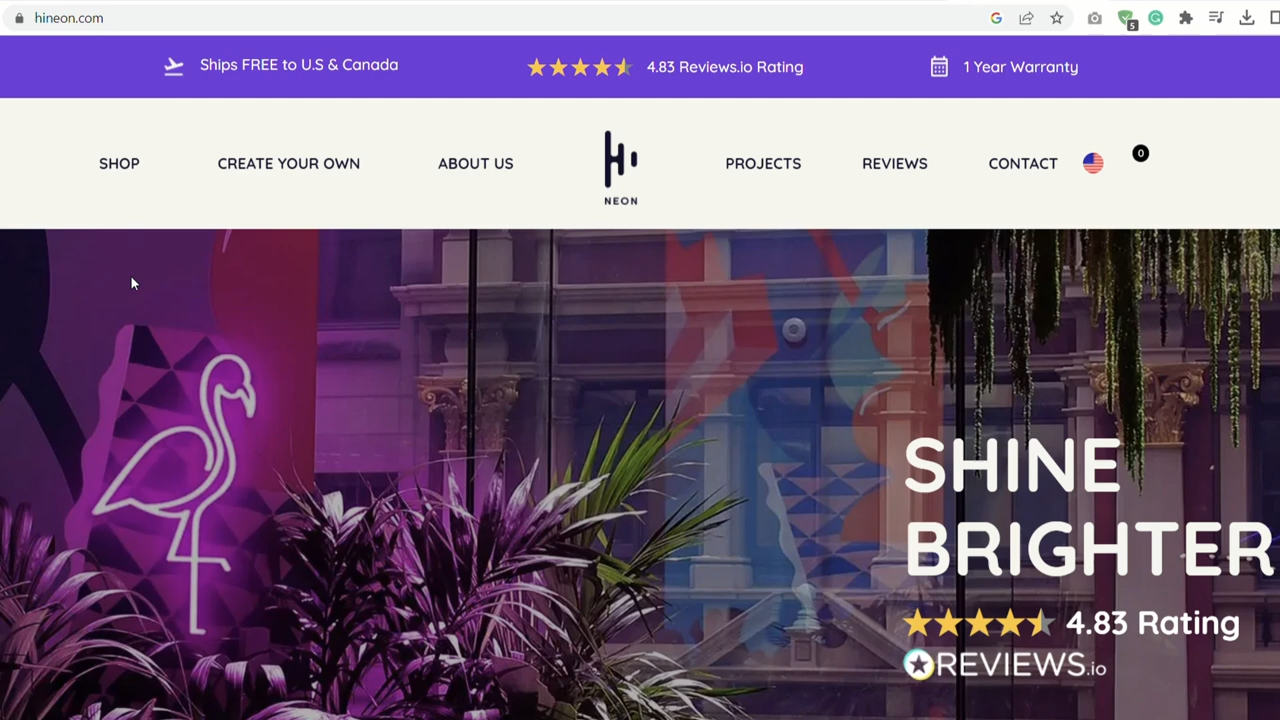 hineon.com
5
Ships FREE to U.S & Canada
4.83 Reviews.io Rating
1 Year Warranty
SHOP
CREATE YOUR OWN
ABOUT US
NEON
PROJECTS
REVIEWS
CONTACT
0
SHINE
BRIGHTER
4.83 Rating
REVIEWS.io